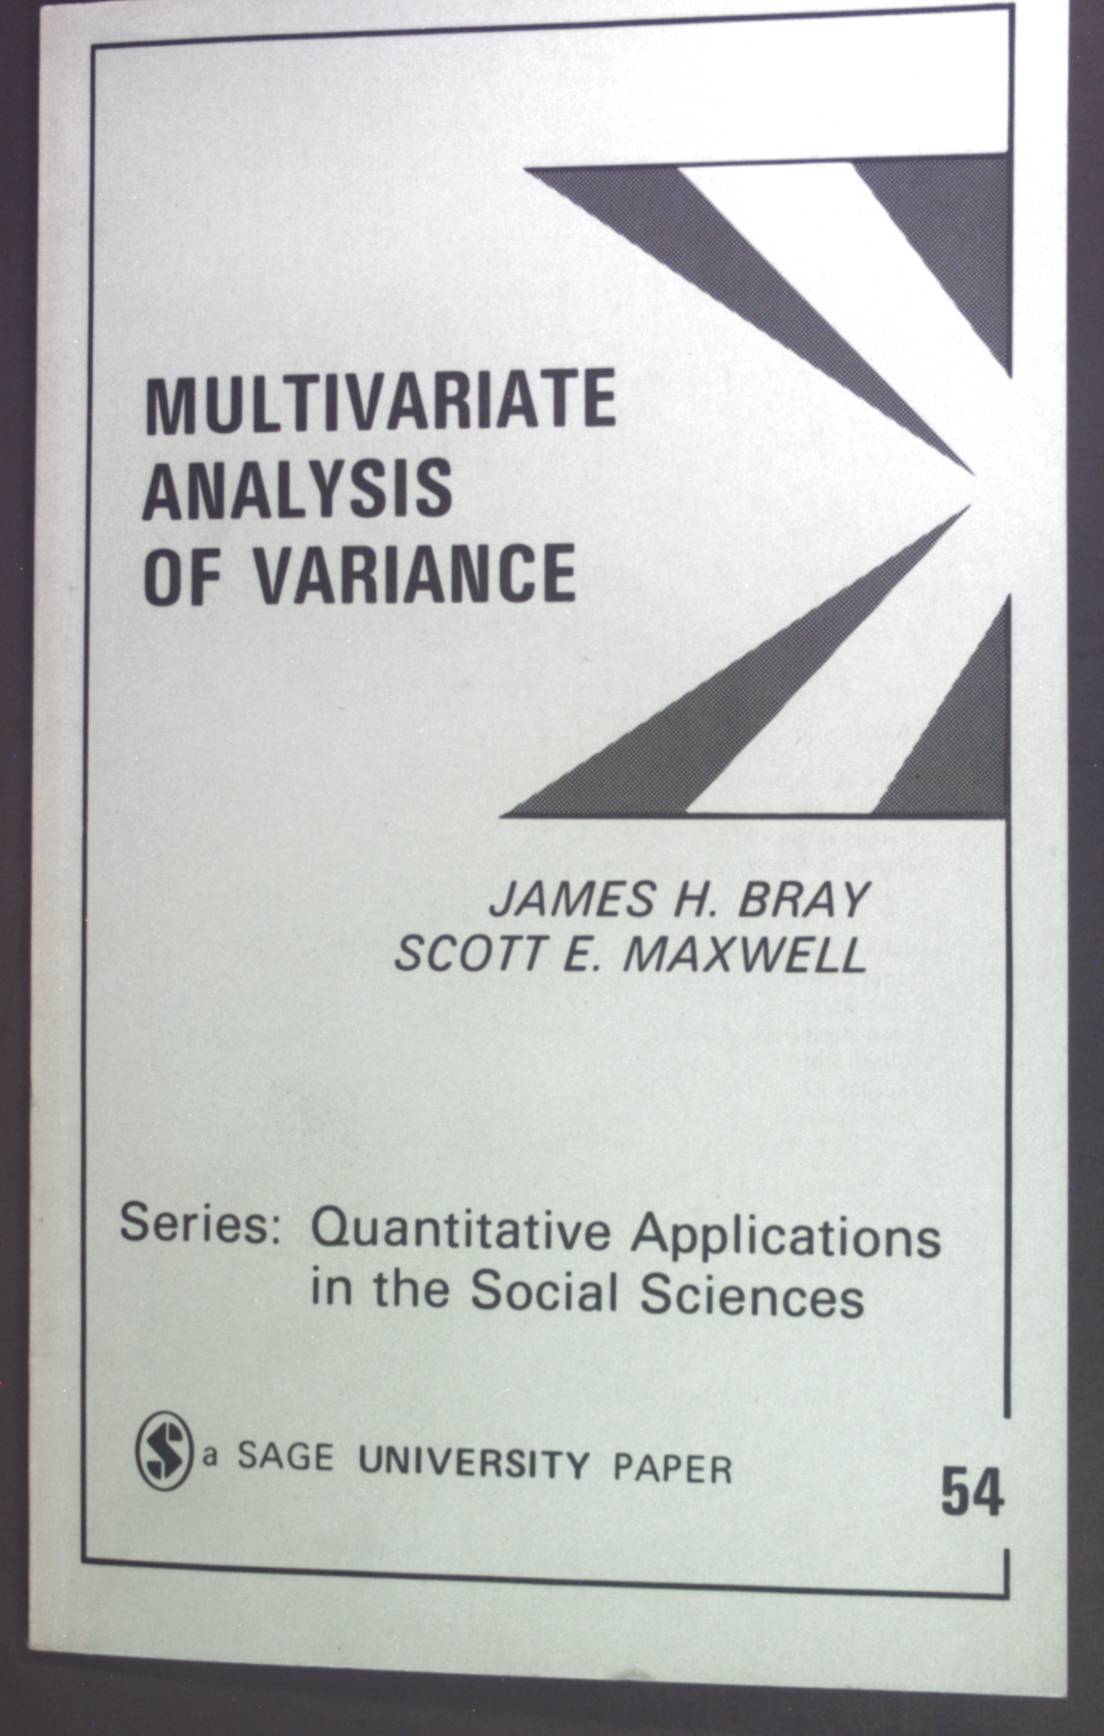 MULTIVARIATE
ANALYSIS
OF VARIANCE
JAMES H. BRAY
SCOTT E. MAXWELL
Series: Quantitative Applications
in the Social Sciences
S a SAGE UNIVERSITY PAPER
54